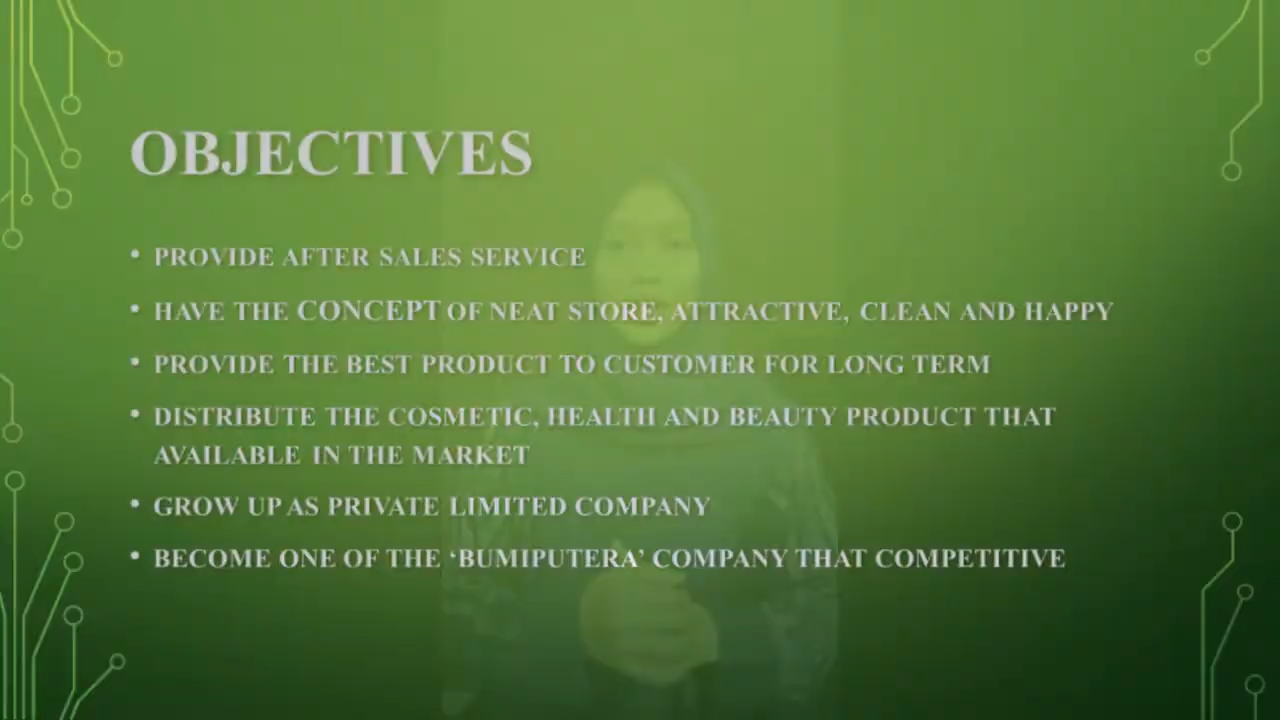 OBJECTIVES
• PROVIDE AFTER SALES SERVICE
• HAVE THE CONCEPT OF NEAT STORE, ATTRACTIVE, CLEAN AND HAPPY
• PROVIDE THE BEST PRODUCT TO CUSTOMER FOR LONG TERM
• DISTRIBUTE THE COSMETIC, HEALTH AND BEAUTY PRODUCT THAT
AVAILABLE IN THE MARKET
• GROW UP AS PRIVATE LIMITED COMPANY
• BECOME ONE OF THE ‘BUMIPUTERA’ COMPANY THAT COMPETITIVE